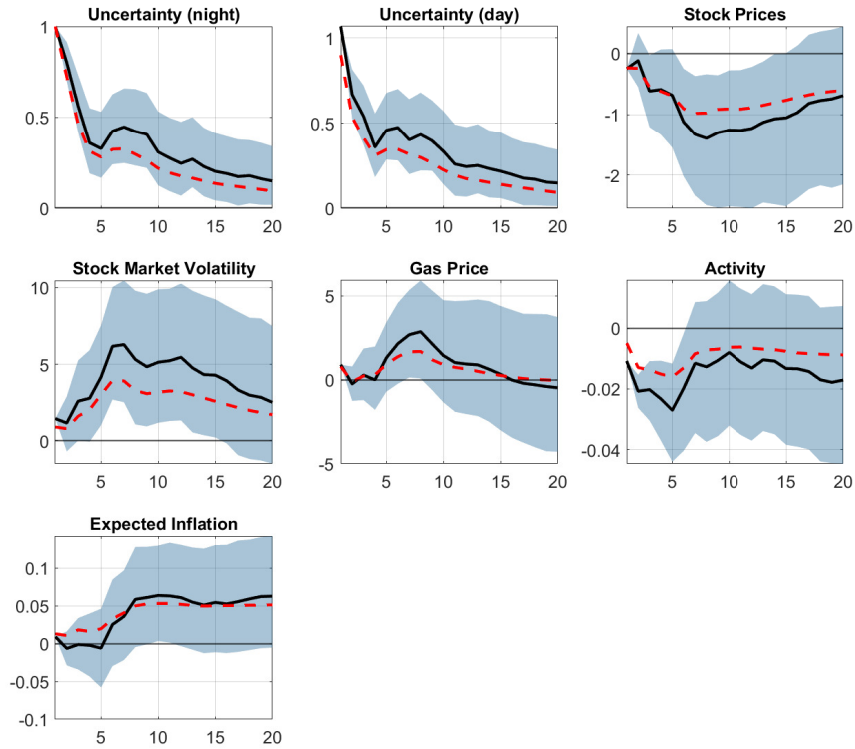 Uncertainty (night)
1
0.5
0
5 10 15 20
Uncertainty (day)
1
0.5
0
5 10 15 20
Stock Prices
0
-1
-2
5 10 15 20
Stock Market Volatility
10
5
0
5 10 15 20
Gas Price
5
0
-5
5 10 15 20
Activity
0
-0.02
-0.04
5 10 15 20
Expected Inflation
0.1
0.05
0
-0.05
-0.1
5 10 15 20